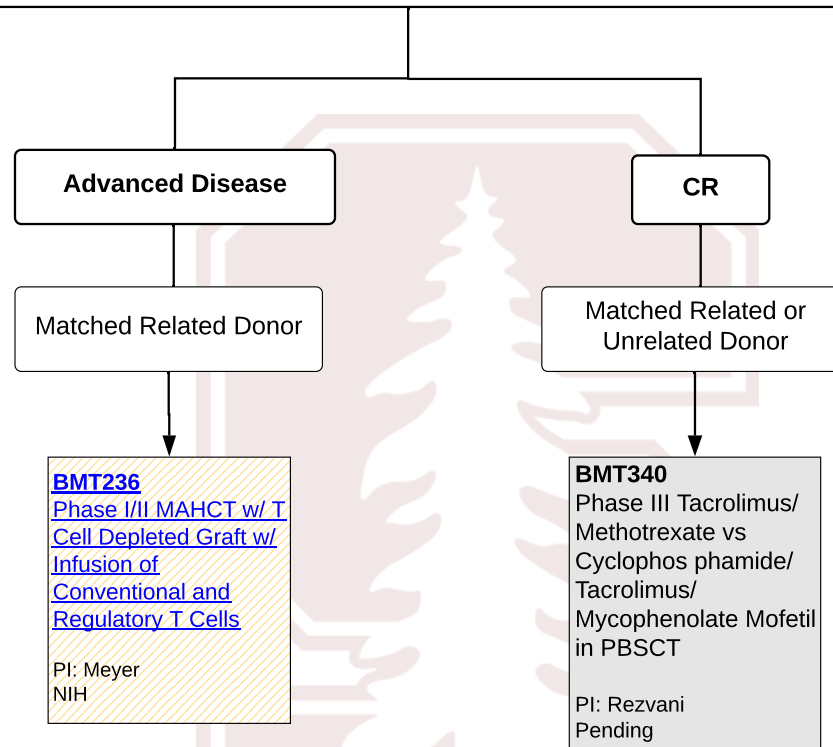 Advanced Disease
CR
Matched Related Donor
Matched Related or
Unrelated Donor
BMT236
Phase I/II MAHCT w/ T
Cell Depleted Graft w/
Infusion of
Conventional and
Regulatory T Cells
PI: Meyer
NIH
BMT340
Phase III Tacrolimus/
Methotrexate vs
Cyclophos phamide/
Tacrolimus/
Mycophenolate Mofetil
in PBSCT
PI: Rezvani
Pending